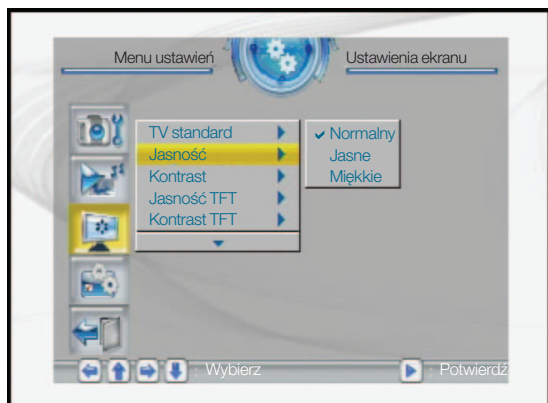 Menu ustawień
Ustawienia ekranu
TV standard
Jasność
Kontrast
Jasność TFT
Kontrast TFT
Normalny
Jasne
Miękkie
: Wybierz
: Potwierdź